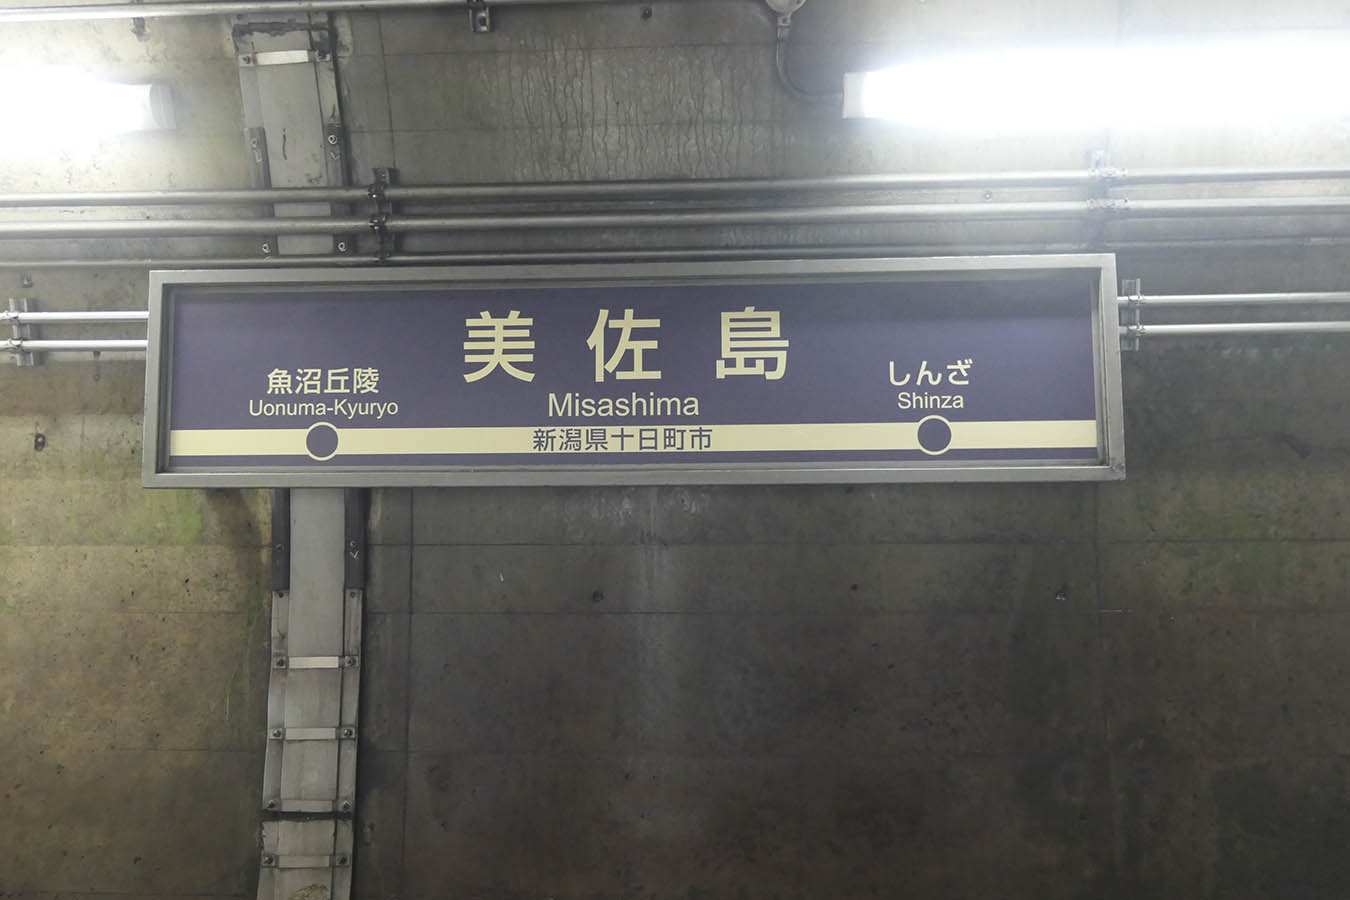 美佐島
Misashima
魚沼丘陵
Uonuma-Kyuryo
しんざ
Shinza
新潟県十日町市